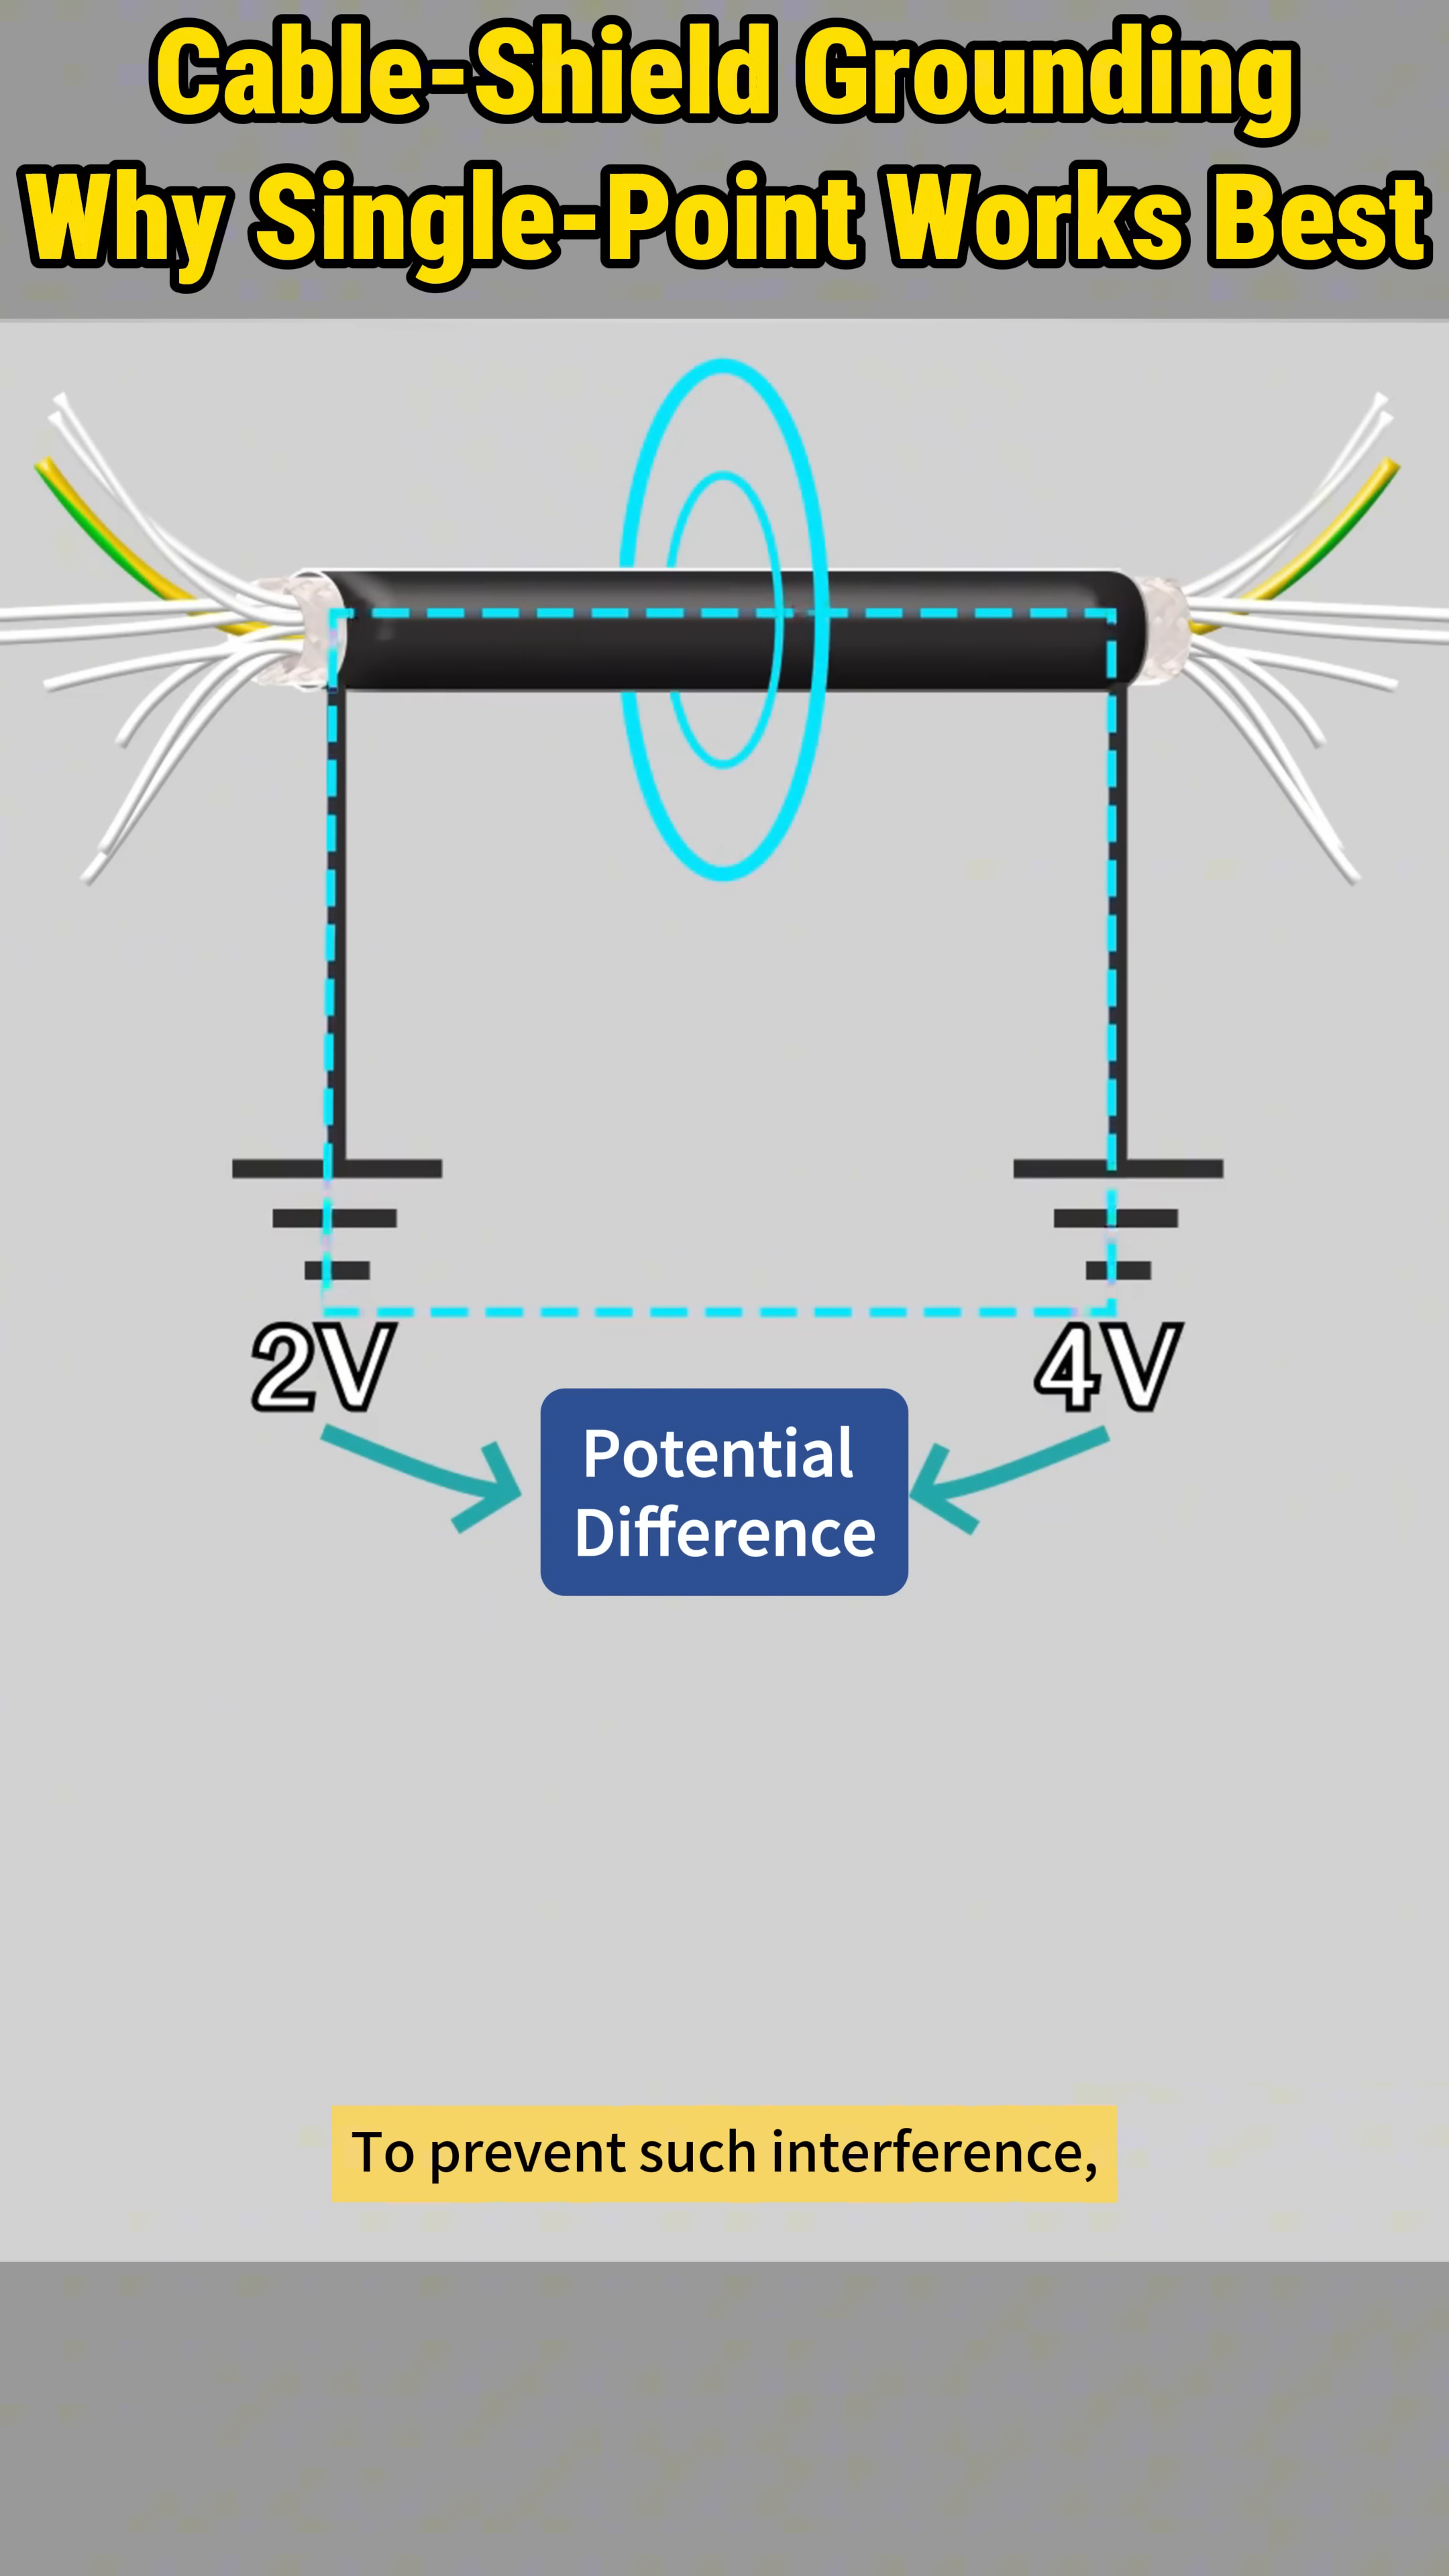 Cable-Shield Grounding
Why Single-Point Works Best
2V
4V
Potential
Difference
To prevent such interference,